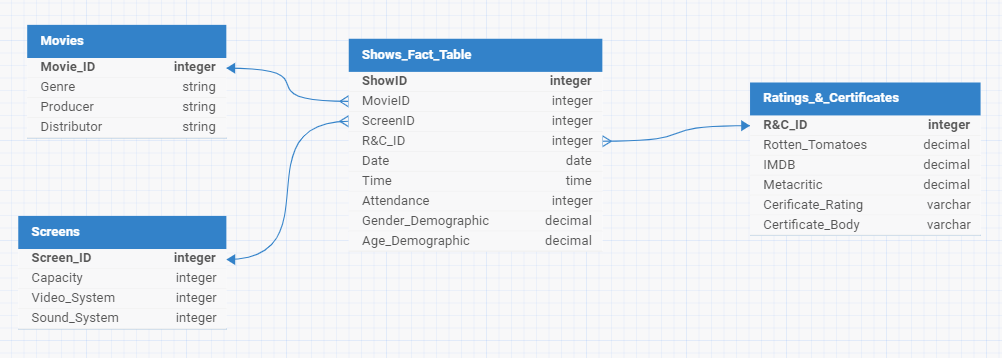 Movies
Movie_ID integer
Genre string
Producer string
Distributor string
Shows_Fact_Table
ShowID integer
MovieID integer
ScreenID integer
R&C_ID integer
Date date
Time time
Attendance integer
Gender_Demographic decimal
Age_Demographic decimal
Ratings_&_Certificates
R&C_ID integer
Rotten_Tomatoes decimal
IMDB decimal
Metacritic decimal
Cerificate_Rating varchar
Certificate_Body varchar
Screens
Screen_ID integer
Capacity integer
Video_System integer
Sound_System integer